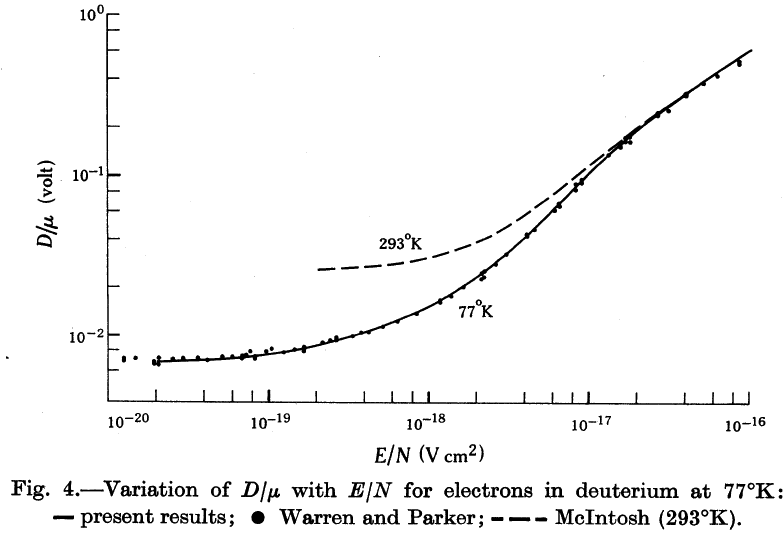 10⁰
10⁻¹
10⁻²
D/μ (volt)
293°K
77°K
10⁻²⁰ 10⁻¹⁹ 10⁻¹⁸ 10⁻¹⁷ 10⁻¹⁶
E/N (V cm²)
Fig. 4.—Variation of D/μ with E/N for electrons in deuterium at 77°K:
— present results; ● Warren and Parker; – – – McIntosh (293°K).